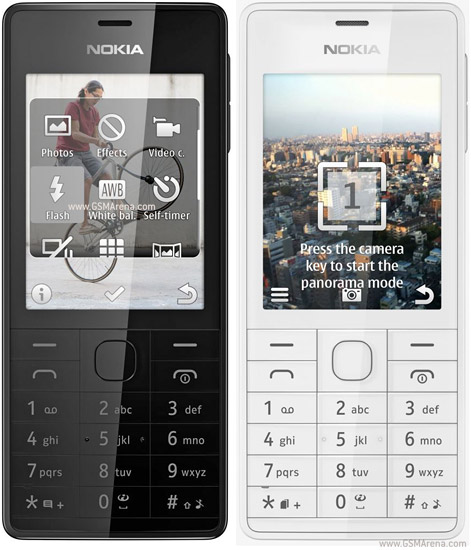 NOKIA
Photos
Effects
Video c.
www.GSMArena.com
Flash
AWB
White bal.
Self-timer
1
2 abc
3 def
4 ghi
5 jkl
6 mno
7 pqrs
8 tuv
9 wxyz
* +
0
#
NOKIA
1
Press the camera
key to start the
panorama mode
1
2 abc
3 def
4 ghi
5 jkl
6 mno
7 pqrs
8 tuv
9 wxyz
* +
0
#
www.GSMArena.com